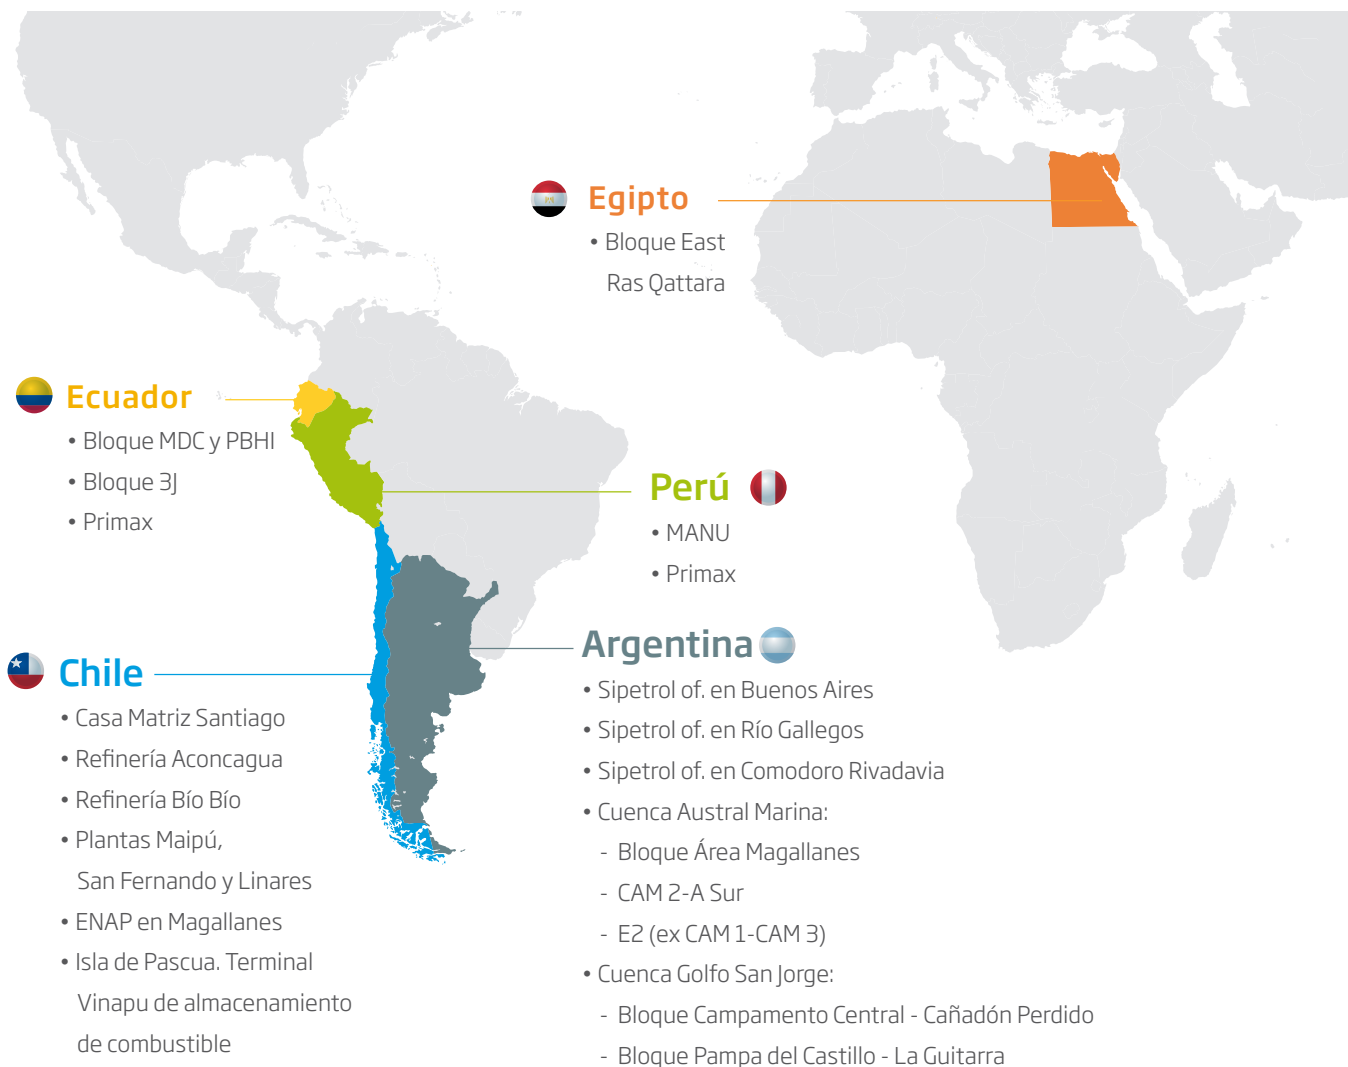 Egipto
• Bloque East
Ras Qattara
Ecuador
• Bloque MDC y PBHI
• Bloque 3J
• Primax
Perú
• MANU
• Primax
Chile
• Casa Matriz Santiago
• Refinería Aconcagua
• Refinería Bío Bío
• Plantas Maipú,
San Fernando y Linares
• ENAP en Magallanes
• Isla de Pascua. Terminal
Vinapu de almacenamiento
de combustible
Argentina
• Sipetrol of. en Buenos Aires
• Sipetrol of. en Río Gallegos
• Sipetrol of. en Comodoro Rivadavia
• Cuenca Austral Marina:
- Bloque Área Magallanes
- CAM 2-A Sur
- E2 (ex CAM 1-CAM 3)
• Cuenca Golfo San Jorge:
- Bloque Campamento Central - Cañadón Perdido
- Bloque Pampa del Castillo - La Guitarra